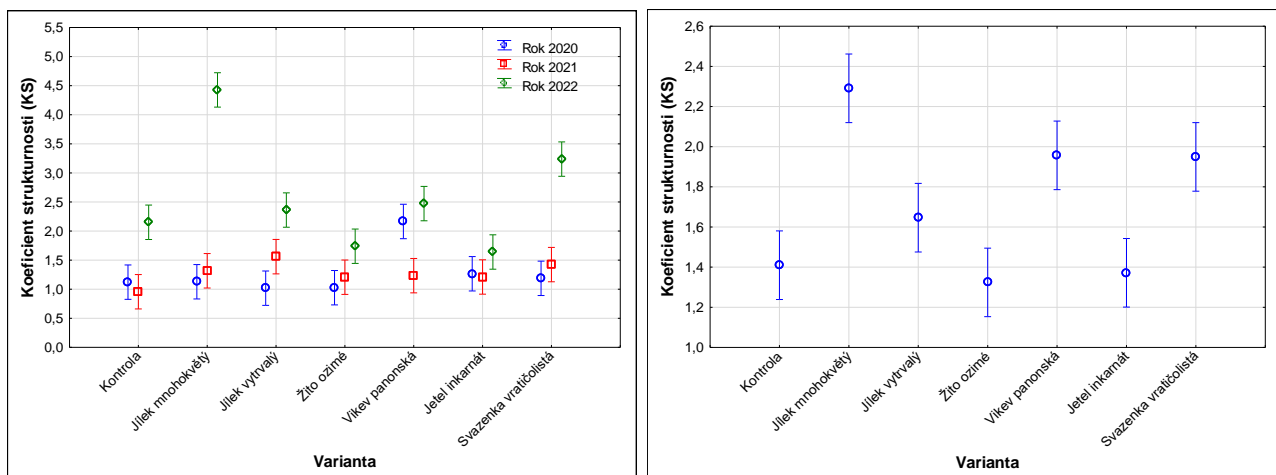 5,5
5,0
4,5
4,0
3,5
3,0
2,5
2,0
1,5
1,0
0,5
0,0
Koeficient strukturnosti (KS)
Rok 2020
Rok 2021
Rok 2022
Kontrola
Jílek mnohokvětý
Jílek vytrvalý
Žito ozimé
Vikev panonská
Jetel inkarnát
Svazenka vratičolistá
Varianta
2,6
2,4
2,2
2,0
1,8
1,6
1,4
1,2
1,0
Koeficient strukturnosti (KS)
Kontrola
Jílek mnohokvětý
Jílek vytrvalý
Žito ozimé
Vikev panonská
Jetel inkarnát
Svazenka vratičolistá
Varianta